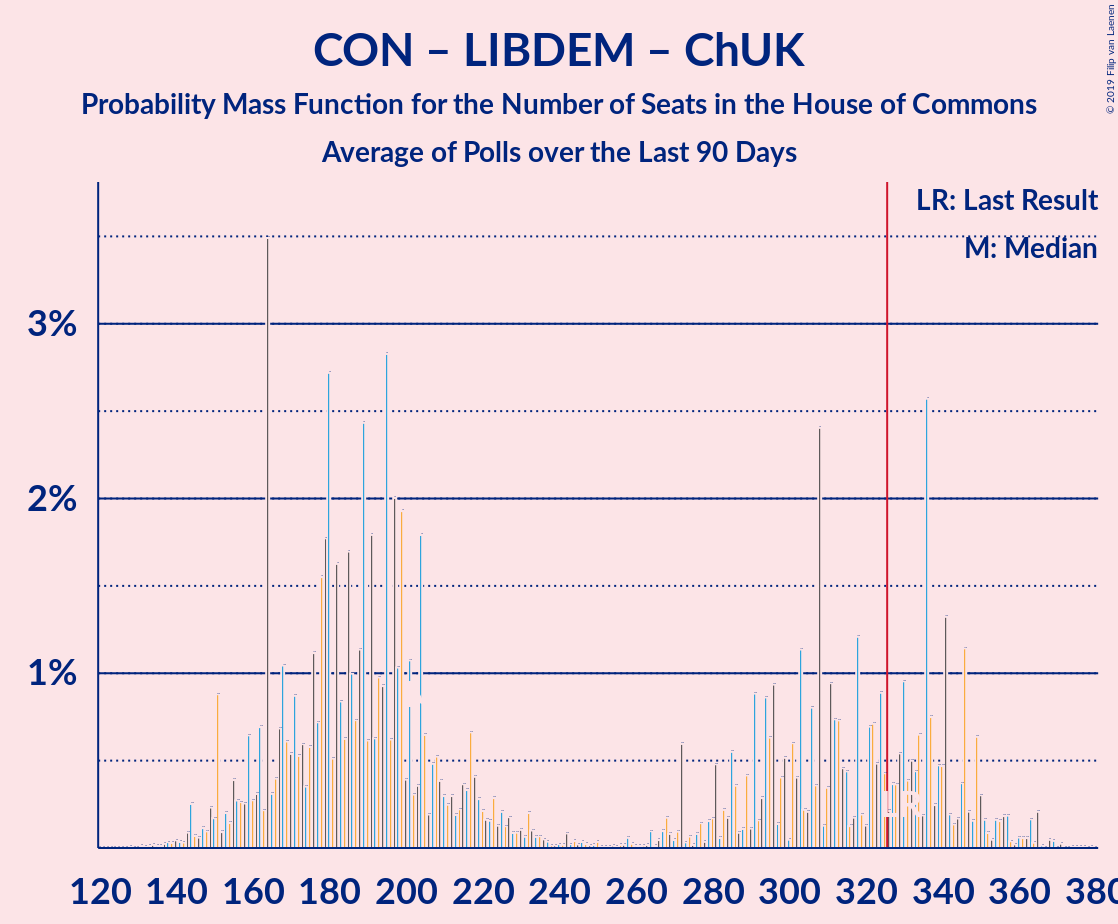 CON – LIBDEM – ChUK
Probability Mass Function for the Number of Seats in the House of Commons
Average of Polls over the Last 90 Days
© 2019 Filip van Laenen
LR: Last Result
M: Median
3%
2%
1%
120 140 160 180 200 220 240 260 280 300 320 340 360 380